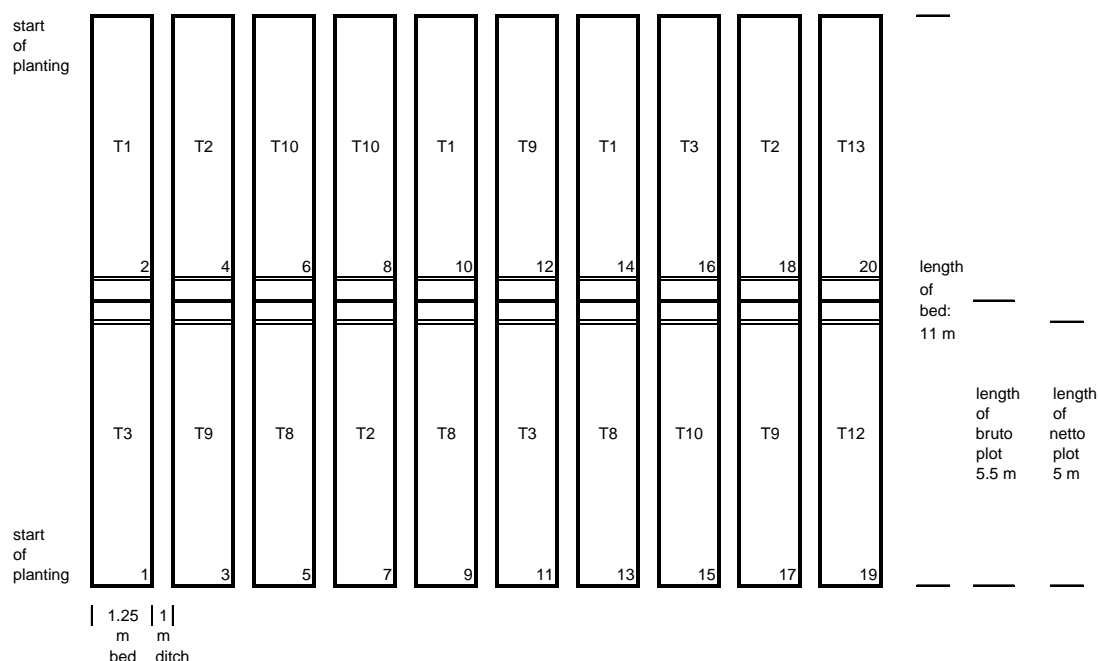 start
of
planting
T1 T2 T10 T10 T1 T9 T1 T3 T2 T13
2 4 6 8 10 12 14 16 18 20
length
of
bed:
11 m
T3 T9 T8 T2 T8 T3 T8 T10 T9 T12
length
of
bruto
plot
5.5 m
length
of
netto
plot
5 m
start
of
planting
1 3 5 7 9 11 13 15 17 19
1.25
m
bed
1
m
ditch